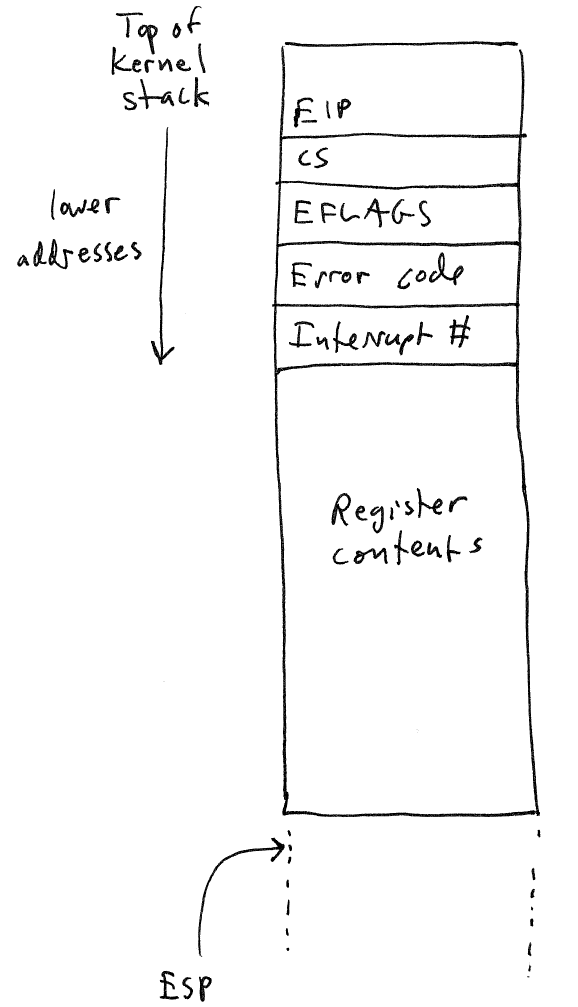 Top of
kernel
stack
lower
addresses
EIP
CS
EFLAGS
Error code
Interrupt #
Register
contents
ESP